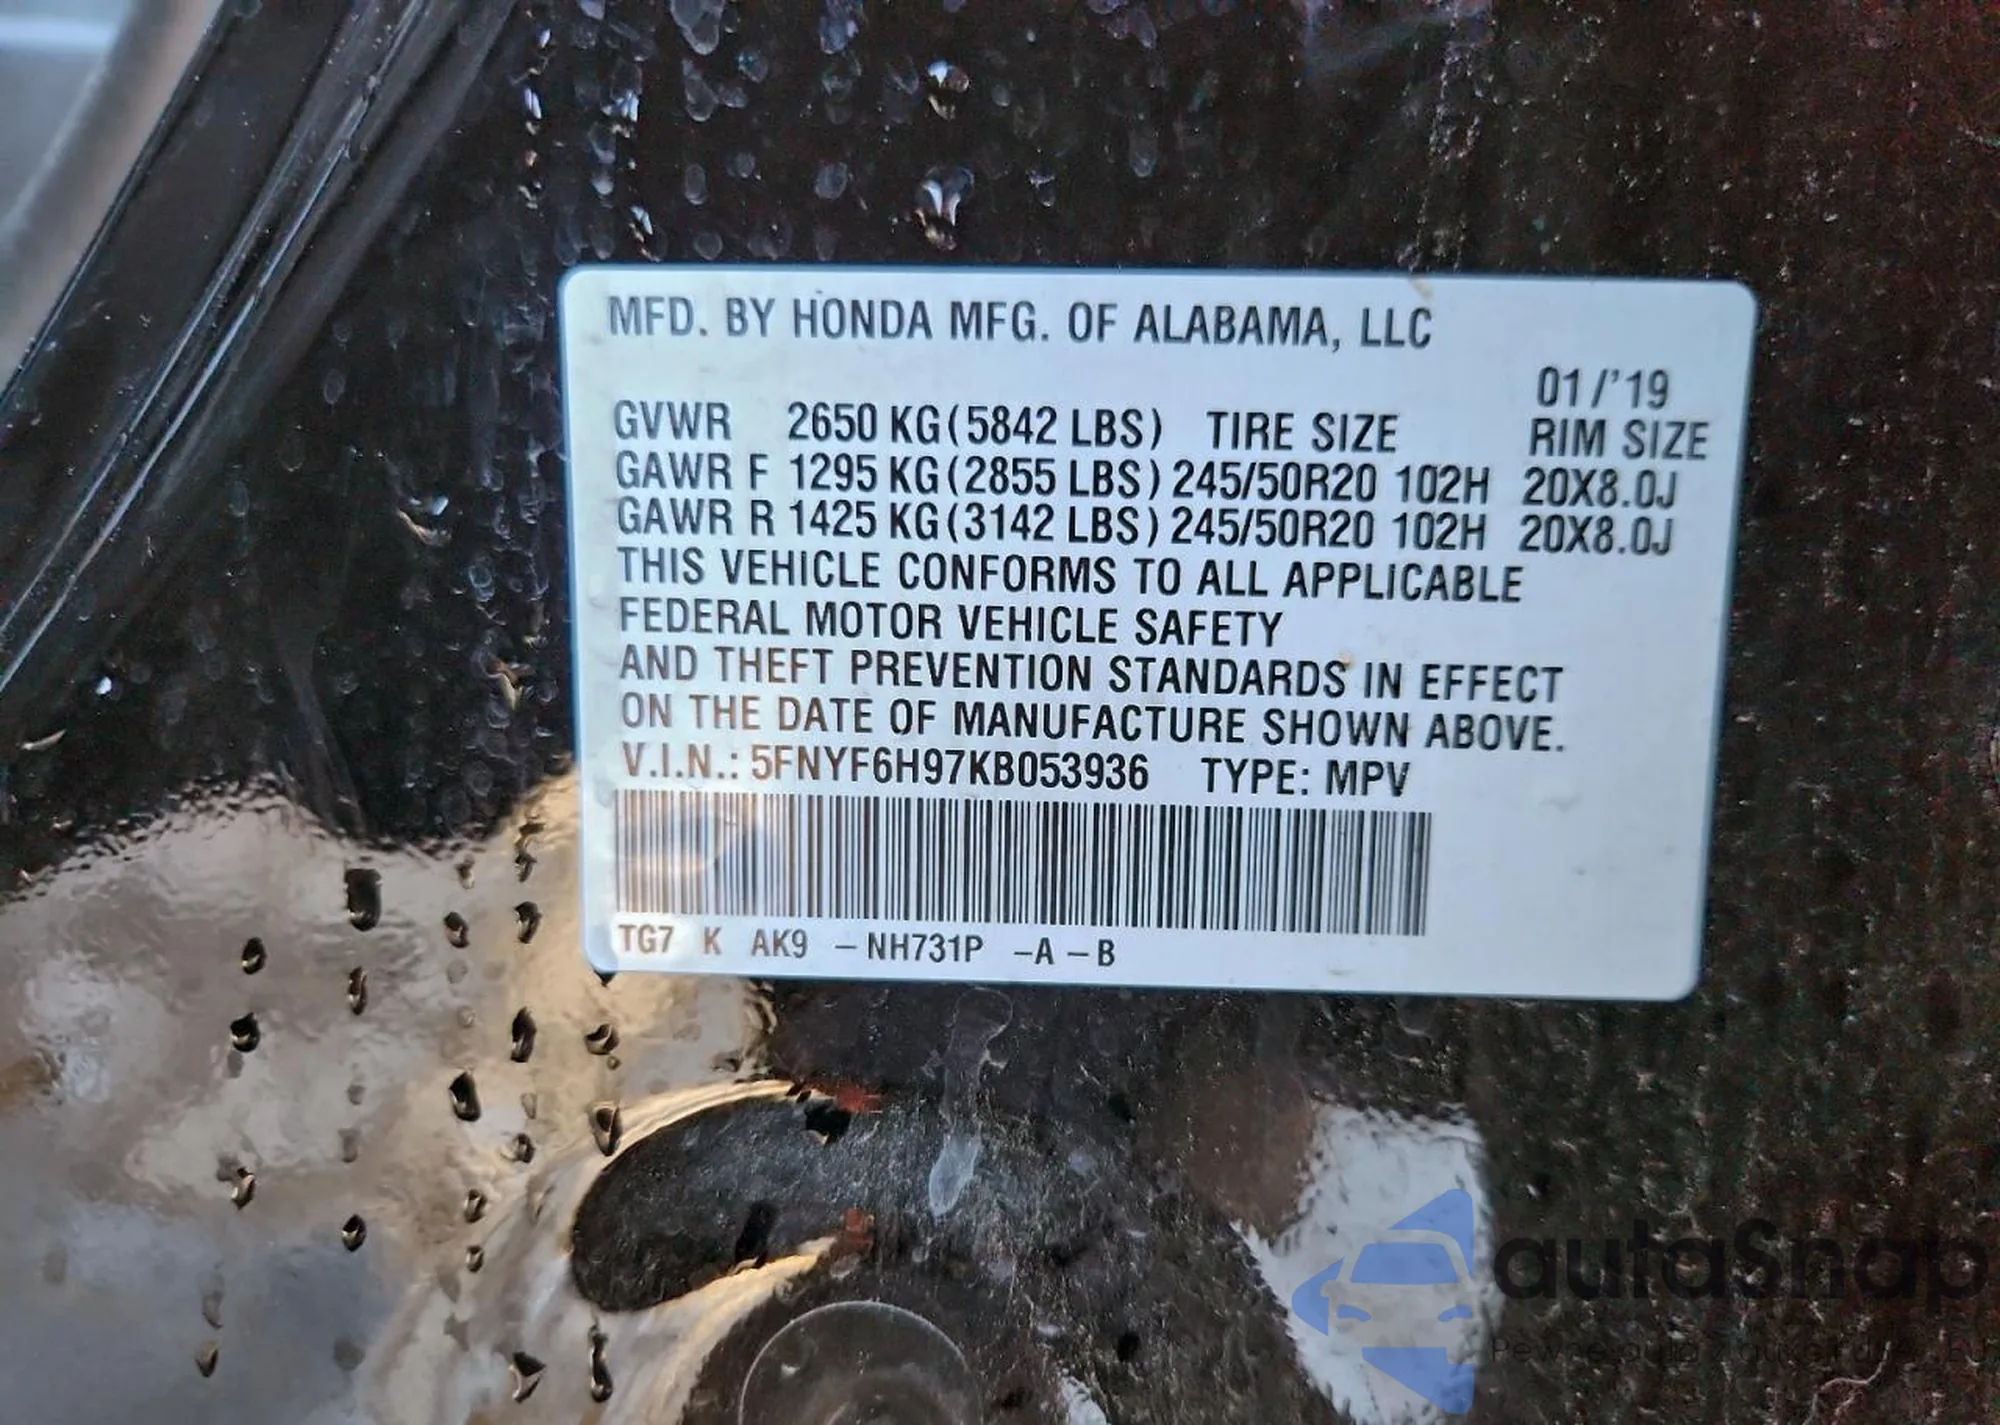 MFD. BY HONDA MFG. OF ALABAMA, LLC
01/'19
GVWR 2650 KG(5842 LBS) TIRE SIZE RIM SIZE
GAWR F 1295 KG(2855 LBS) 245/50R20 102H 20X8.0J
GAWR R 1425 KG(3142 LBS) 245/50R20 102H 20X8.0J
THIS VEHICLE CONFORMS TO ALL APPLICABLE
FEDERAL MOTOR VEHICLE SAFETY
AND THEFT PREVENTION STANDARDS IN EFFECT
ON THE DATE OF MANUFACTURE SHOWN ABOVE.
V.I.N.: 5FNYF6H97KB053936 TYPE: MPV
TG7 K AK9 - NH731P -A - B
autaSnap